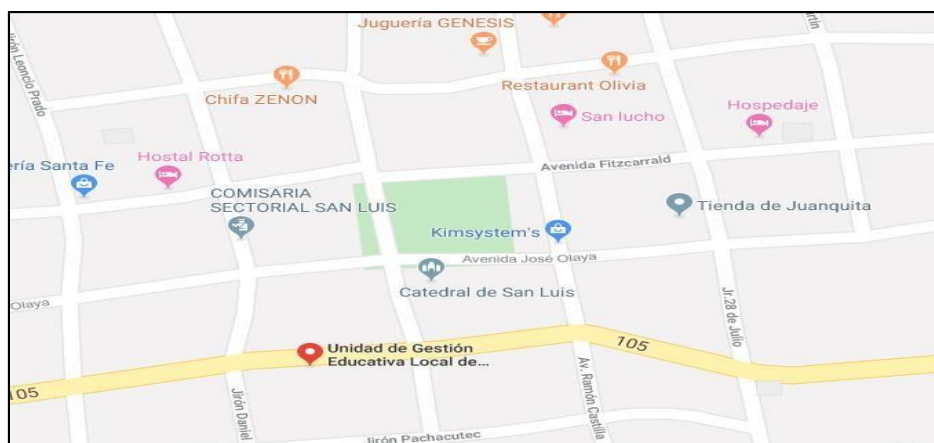 Juguería GENESIS
Jirón Leoncio Prado
Chifa ZENON
Restaurant Olivia
San lucho
Hospedaje
Avenida Fitzcarrald
ería Santa Fe
Hostal Rotta
COMISARIA
SECTORIAL SAN LUIS
Tienda de Juanquita
Kimsystem's
Avenida José Olaya
Catedral de San Luis
Olaya
Jr.28 de Julio
Unidad de Gestión
Educativa Local de...
105
105
Jirón Daniel
Av. Ramón Castilla
Jirón Pachacutec